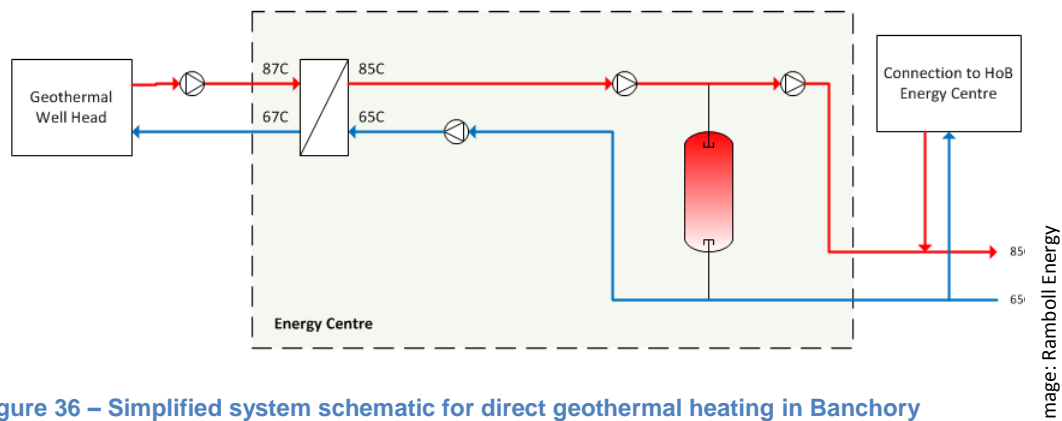 Geothermal
Well Head
87C
85C
67C
65C
Connection to HoB
Energy Centre
Energy Centre
gure 36 – Simplified system schematic for direct geothermal heating in Banchory
mage: Ramboll Energy